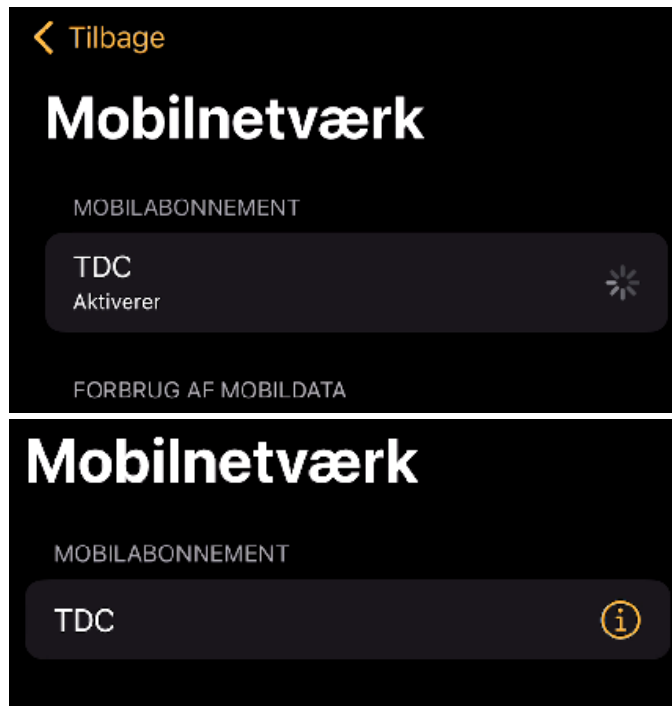 Tilbage
Mobilnetværk
MOBILABONNEMENT
TDC
Aktiverer
FORBRUG AF MOBILDATA
Mobilnetværk
MOBILABONNEMENT
TDC